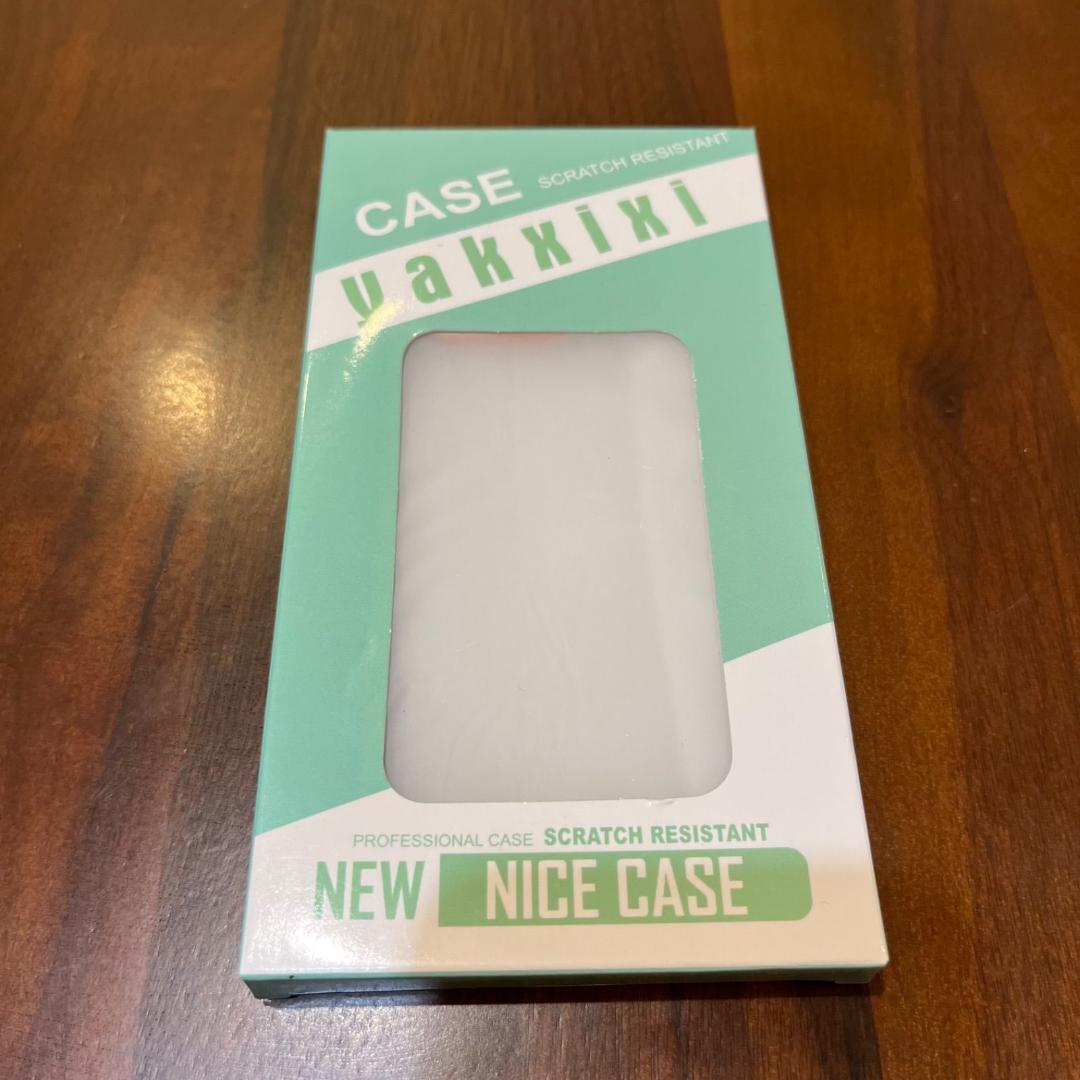 CASE SCRATCH RESISTANT
yakxixi
PROFESSIONAL CASE SCRATCH RESISTANT
NEW NICE CASE